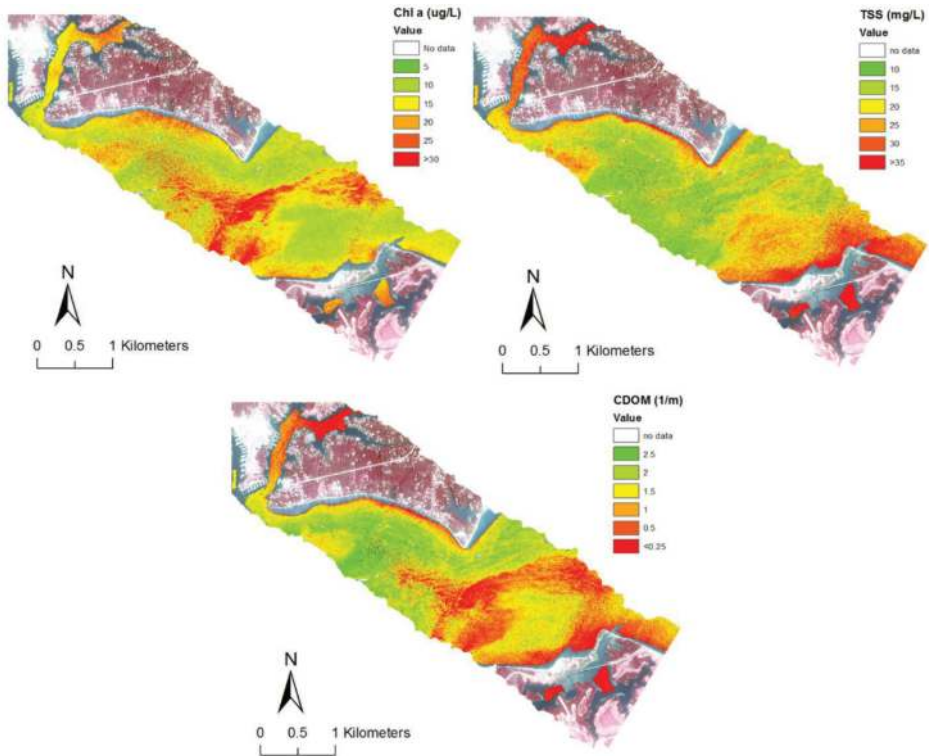 Chl a (ug/L)
Value
No data
5
10
15
20
25
>30
N
0 0.5 1 Kilometers
TSS (mg/L)
Value
no data
10
15
20
25
30
>35
N
0 0.5 1 Kilometers
CDOM (1/m)
Value
no data
2.5
2
1.5
1
0.5
<0.25
N
0 0.5 1 Kilometers